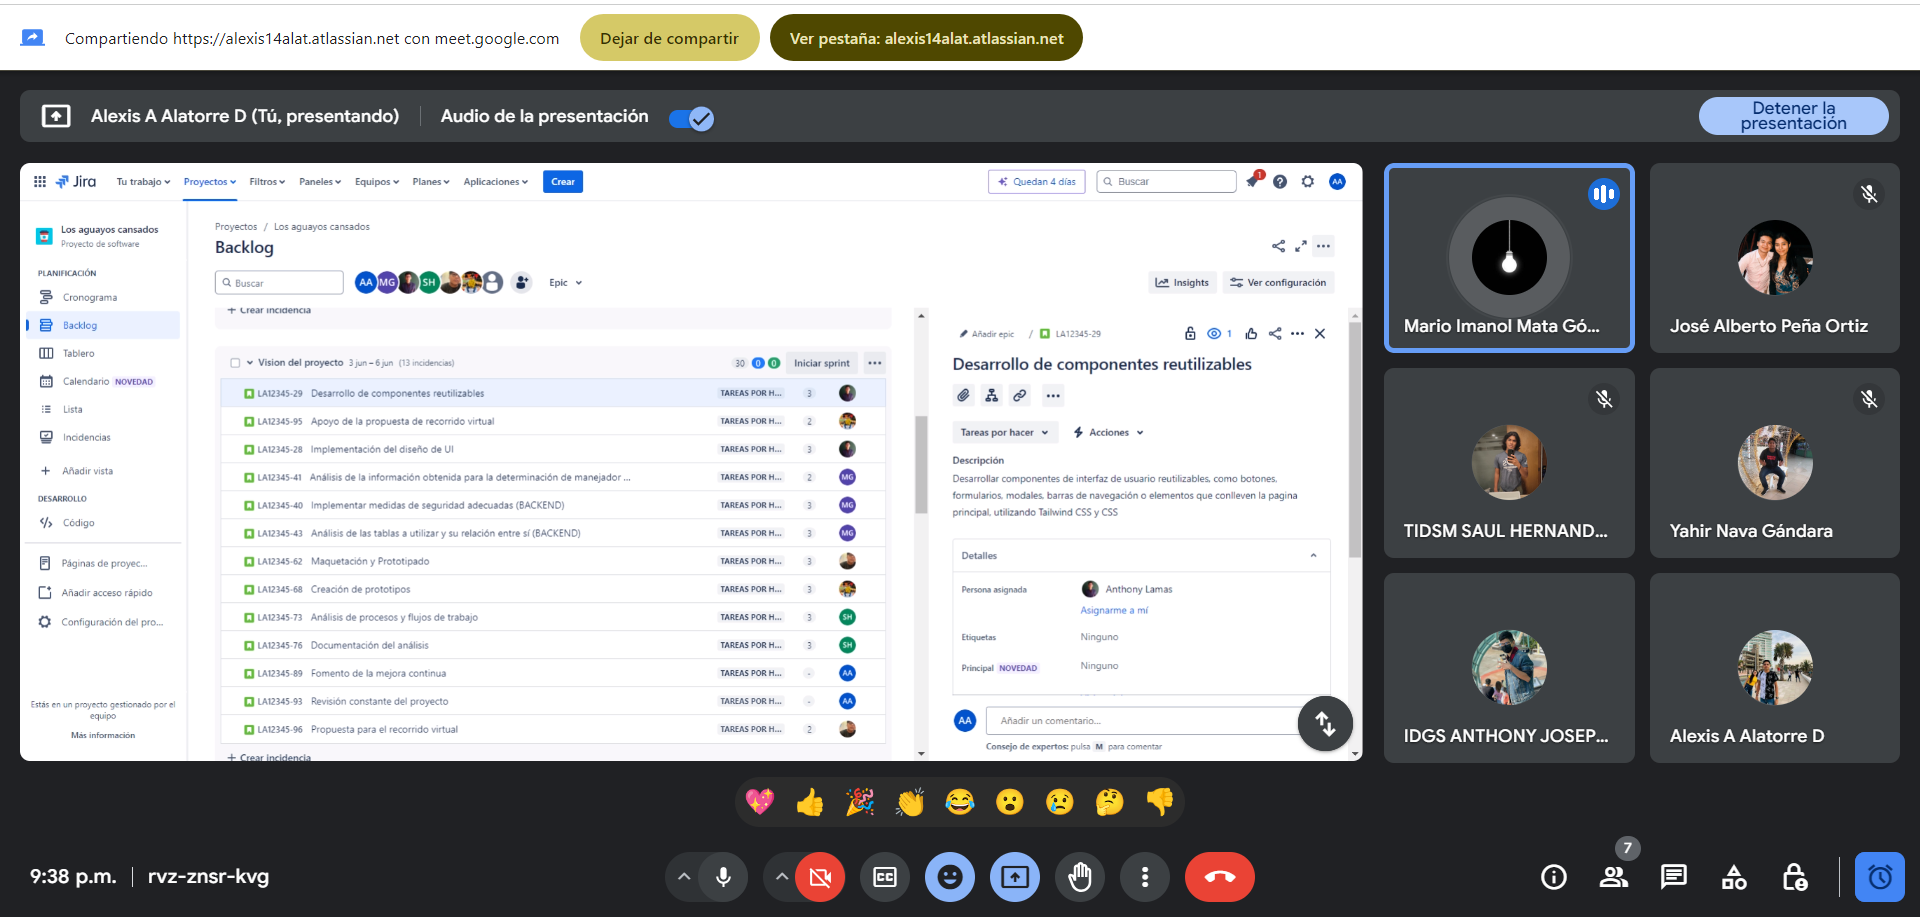 Compartiendo https://alexis14alat.atlassian.net con meet.google.com
Dejar de compartir
Ver pestaña: alexis14alat.atlassian.net
Alexis A Alatorre D (Tú, presentando)
Audio de la presentación
Detener la
presentación
Jira
Tu trabajo
Proyectos
Filtros
Paneles
Equipos
Planes
Aplicaciones
Crear
Quedan 4 días
Buscar
1
AA
Los aguayos cansados
Proyecto de software
PLANIFICACIÓN
Cronograma
Backlog
Tablero
Calendario NOVEDAD
Lista
Incidencias
Añadir vista
DESARROLLO
Código
Páginas de proyec...
Añadir acceso rápido
Configuración del pro...
Estás en un proyecto gestionado por el
equipo
Más información
Proyectos / Los aguayos cansados
Backlog
Buscar
AA MG SH
Epic
Insights
Ver configuración
+ Crear incidencia
Vision del proyecto 3 jun – 6 jun (13 incidencias) 30 0 0 Iniciar sprint
LA12345-29 Desarrollo de componentes reutilizables TAREAS POR H... 3
LA12345-95 Apoyo de la propuesta de recorrido virtual TAREAS POR H... 2
LA12345-28 Implementación del diseño de UI TAREAS POR H... 3
LA12345-41 Análisis de la información obtenida para la determinación de manejador ... TAREAS POR H... 2 MG
LA12345-40 Implementar medidas de seguridad adecuadas (BACKEND) TAREAS POR H... 3 MG
LA12345-43 Análisis de las tablas a utilizar y su relación entre sí (BACKEND) TAREAS POR H... 3 MG
LA12345-62 Maquetación y Prototipado TAREAS POR H... 3
LA12345-68 Creación de prototipos TAREAS POR H... 3
LA12345-73 Análisis de procesos y flujos de trabajo TAREAS POR H... 3 SH
LA12345-76 Documentación del análisis TAREAS POR H... 3 SH
LA12345-89 Fomento de la mejora continua TAREAS POR H... - AA
LA12345-93 Revisión constante del proyecto TAREAS POR H... - AA
LA12345-96 Propuesta para el recorrido virtual TAREAS POR H... 2
+ Crear incidencia
Añadir epic / LA12345-29
1
Desarrollo de componentes reutilizables
Tareas por hacer
Acciones
Descripción
Desarrollar componentes de interfaz de usuario reutilizables, como botones,
formularios, modales, barras de navegación o elementos que conlleven la pagina
principal, utilizando Tailwind CSS y CSS
Detalles
Persona asignada
Anthony Lamas
Asignarme a mí
Etiquetas
Ninguno
Principal NOVEDAD
Ninguno
AA
Añadir un comentario...
Consejo de expertos: pulsa M para comentar
Mario Imanol Mata Gó...
José Alberto Peña Ortiz
TIDSM SAUL HERNAND...
Yahir Nava Gándara
IDGS ANTHONY JOSEP...
Alexis A Alatorre D
9:38 p.m.
rvz-znsr-kvg
CC
7